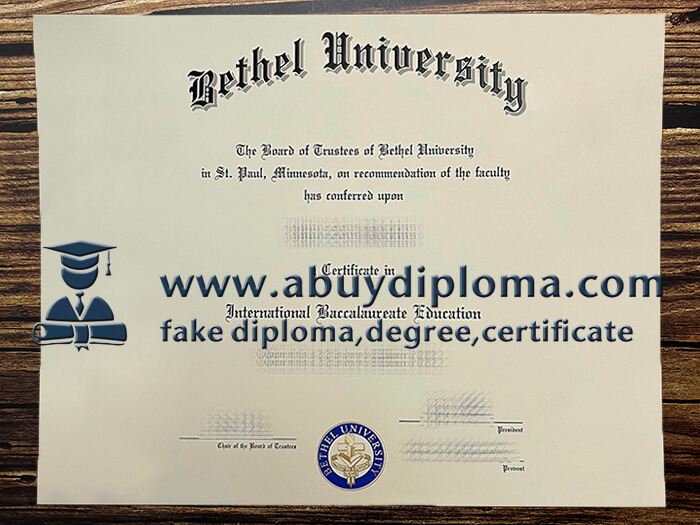 Bethel University
The Board of Trustees of Bethel University
in St. Paul, Minnesota, on recommendation of the faculty
has conferred upon
Certificate in
www.abuydiploma.com
International Baccalaureate Education
fake diploma,degree,certificate
Chair of the Board of Trustees
President
Provost
BETHEL UNIVERSITY